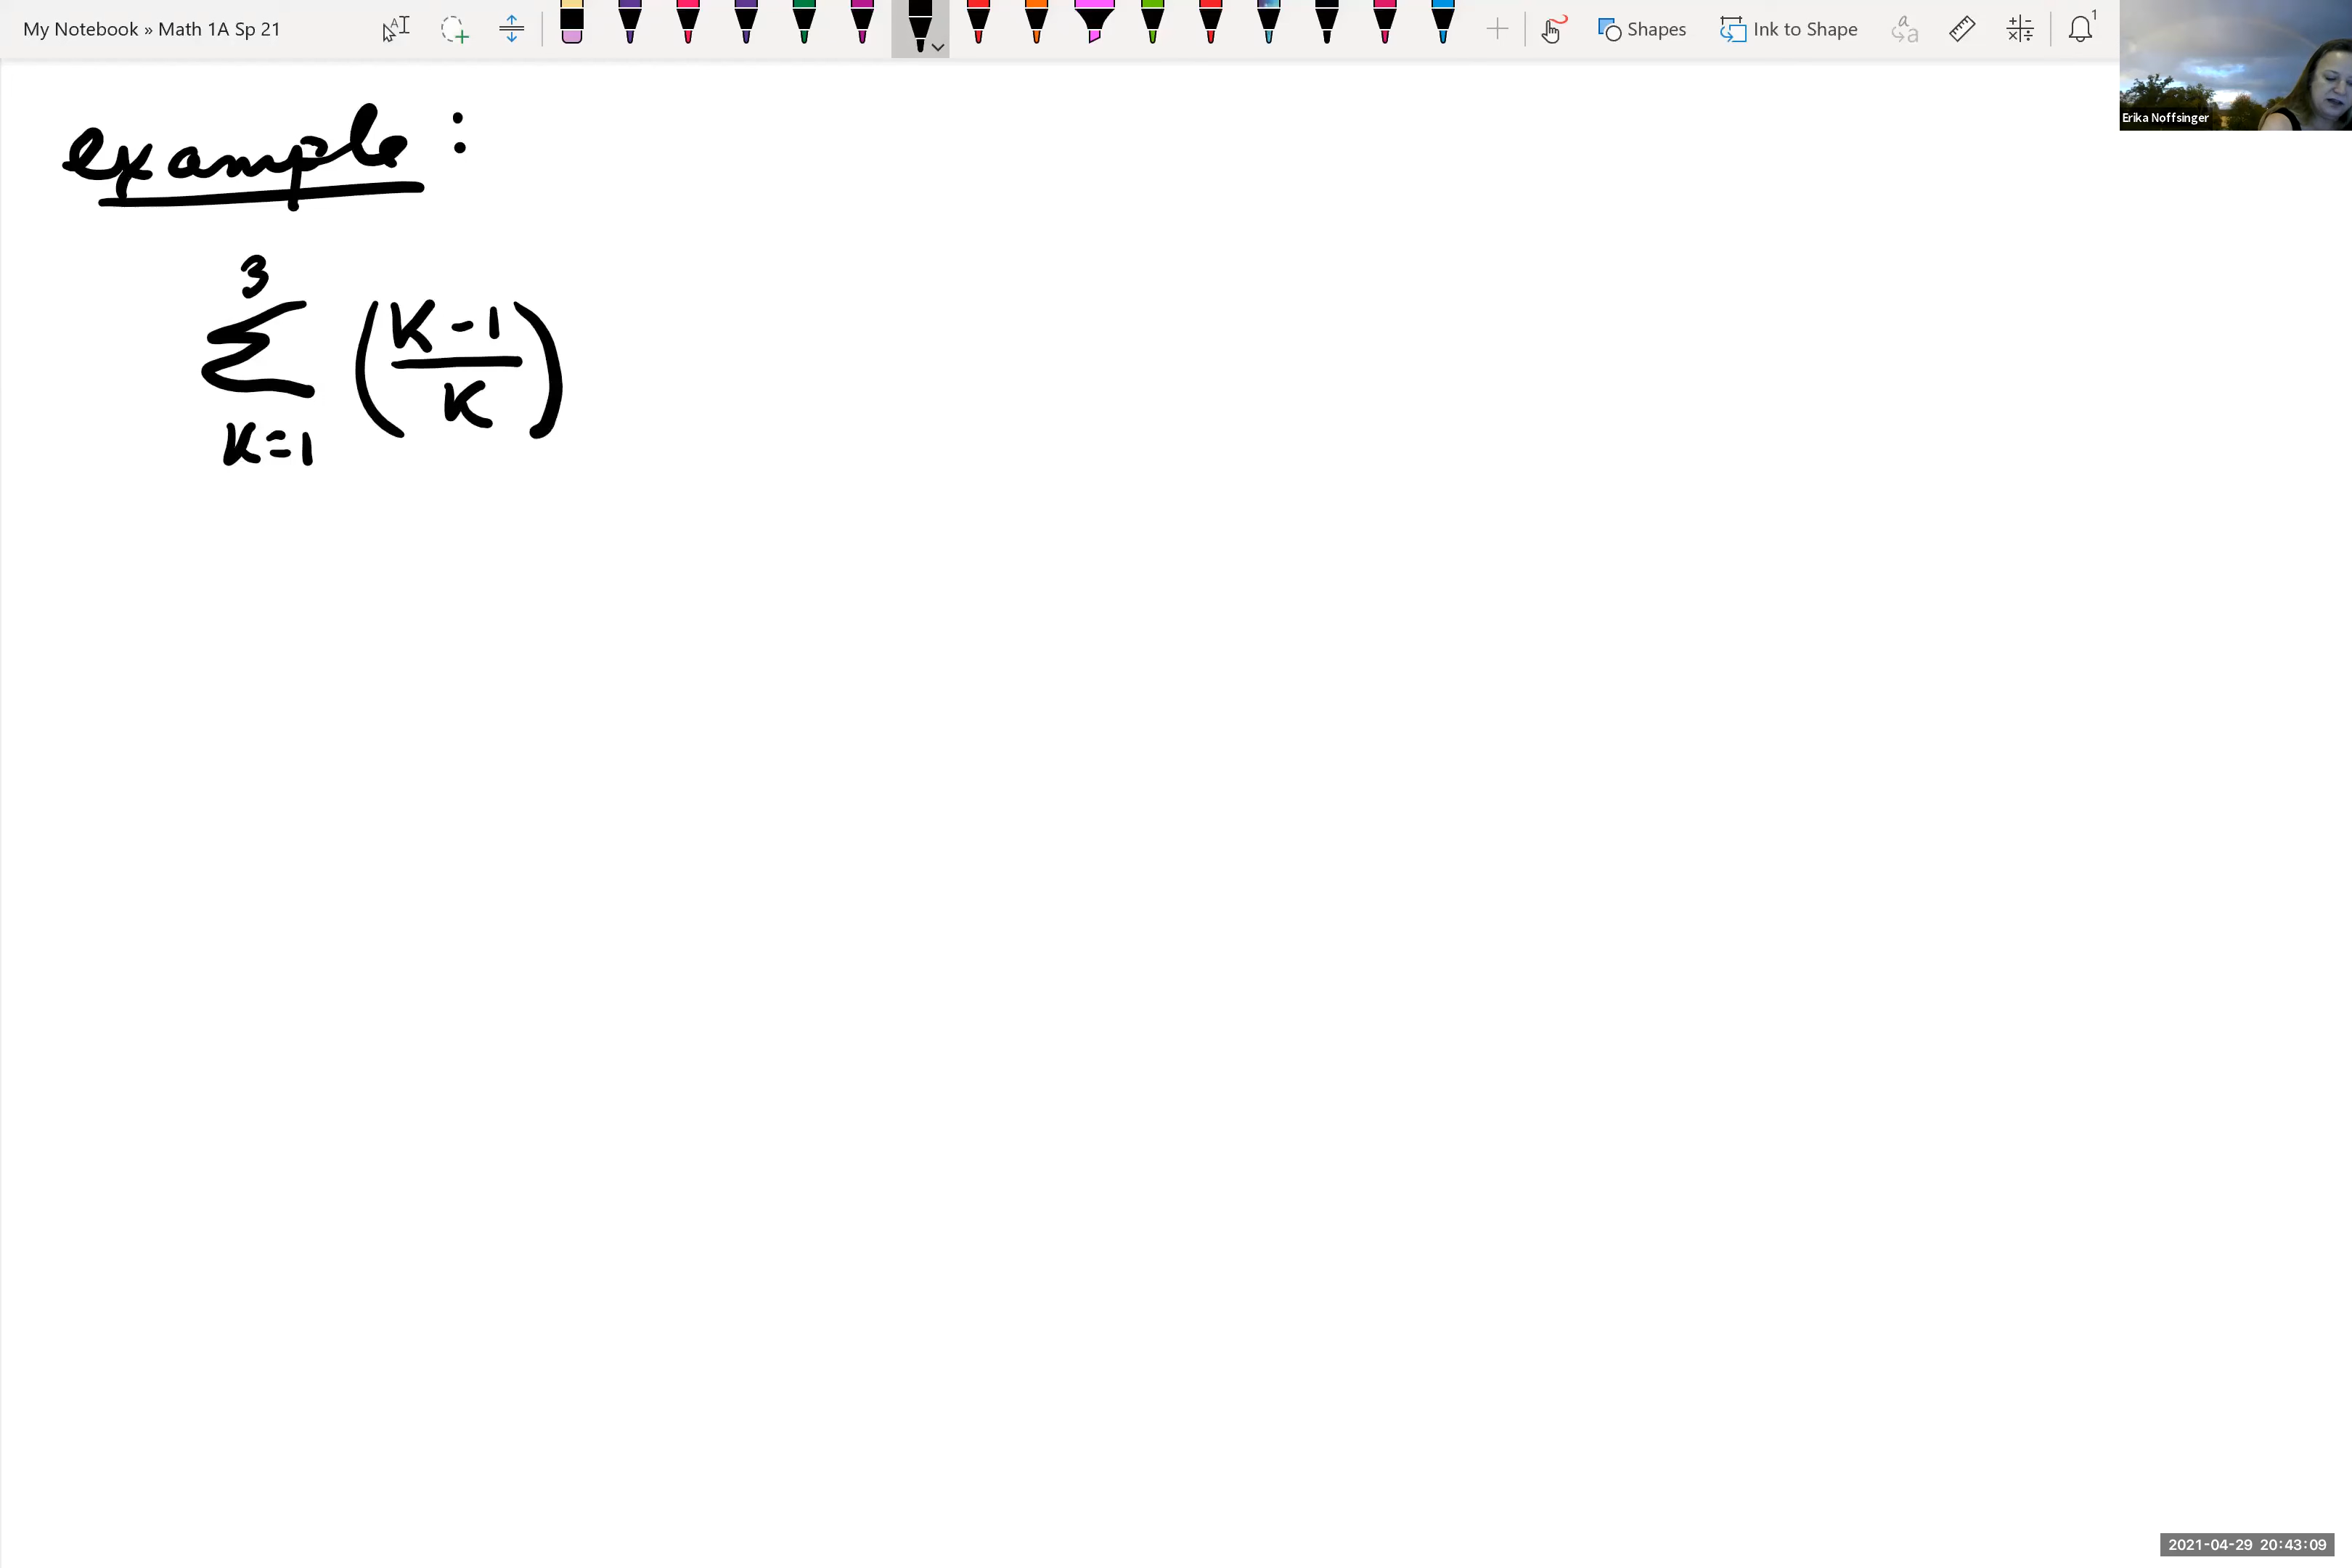 My Notebook » Math 1A Sp 21
Shapes
Ink to Shape
1
Erika Noffsinger
example:
3
Σ (K-1/K)
K=1
2021-04-29 20:43:09